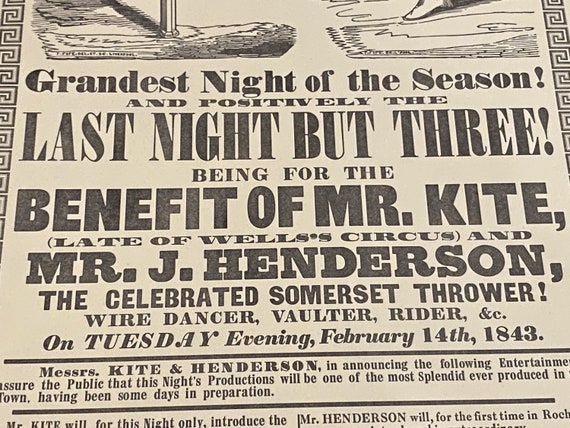 Grandest Night of the Season!
AND POSITIVELY THE
LAST NIGHT BUT THREE!
BEING FOR THE
BENEFIT OF MR. KITE,
(LATE OF WELLS'S CIRCUS) AND
MR. J. HENDERSON,
THE CELEBRATED SOMERSET THROWER!
WIRE DANCER, VAULTER, RIDER, &c.
On TUESDAY Evening, February 14th, 1843.
Messrs. KITE & HENDERSON, in announcing the following Entertainme
assure the Public that this Night's Productions will be one of the most Splendid ever produced in
Town, having been some days in preparation.
Mr. KITE will, for this Night only, introduce the
Mr. HENDERSON will, for the first time in Roch